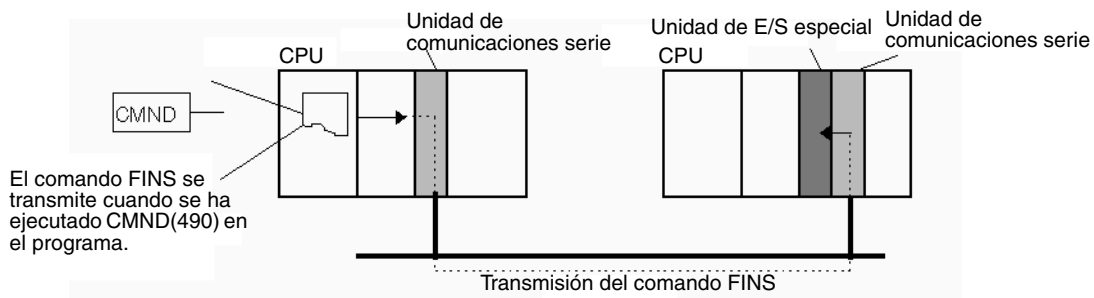 Unidad de
comunicaciones serie
CPU
CMND
El comando FINS se
transmite cuando se ha
ejecutado CMND(490) en
el programa.
Unidad de E/S especial
Unidad de
comunicaciones serie
CPU
Transmisión del comando FINS